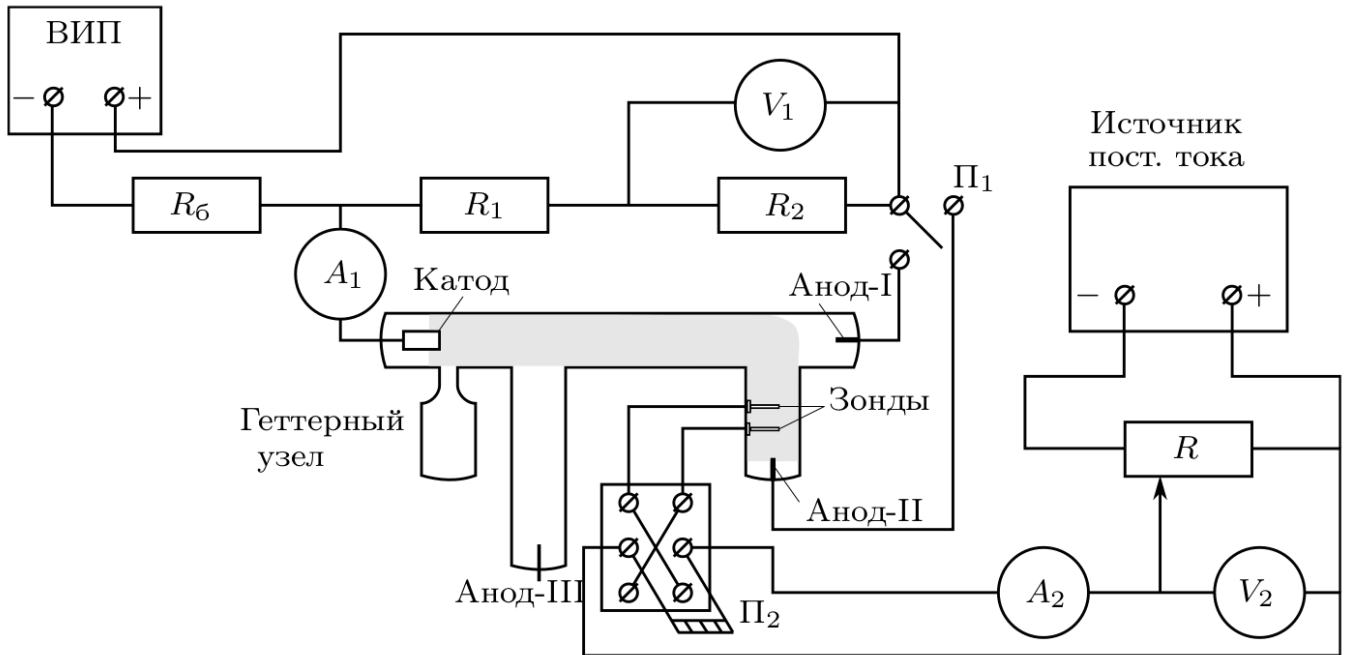 ВИП
− +
V₁
Источник
пост. тока
П₁
Rб
R₁
R₂
A₁
Катод
Анод-I
− +
Геттерный
узел
Зонды
R
Анод-II
Анод-III
П₂
A₂
V₂